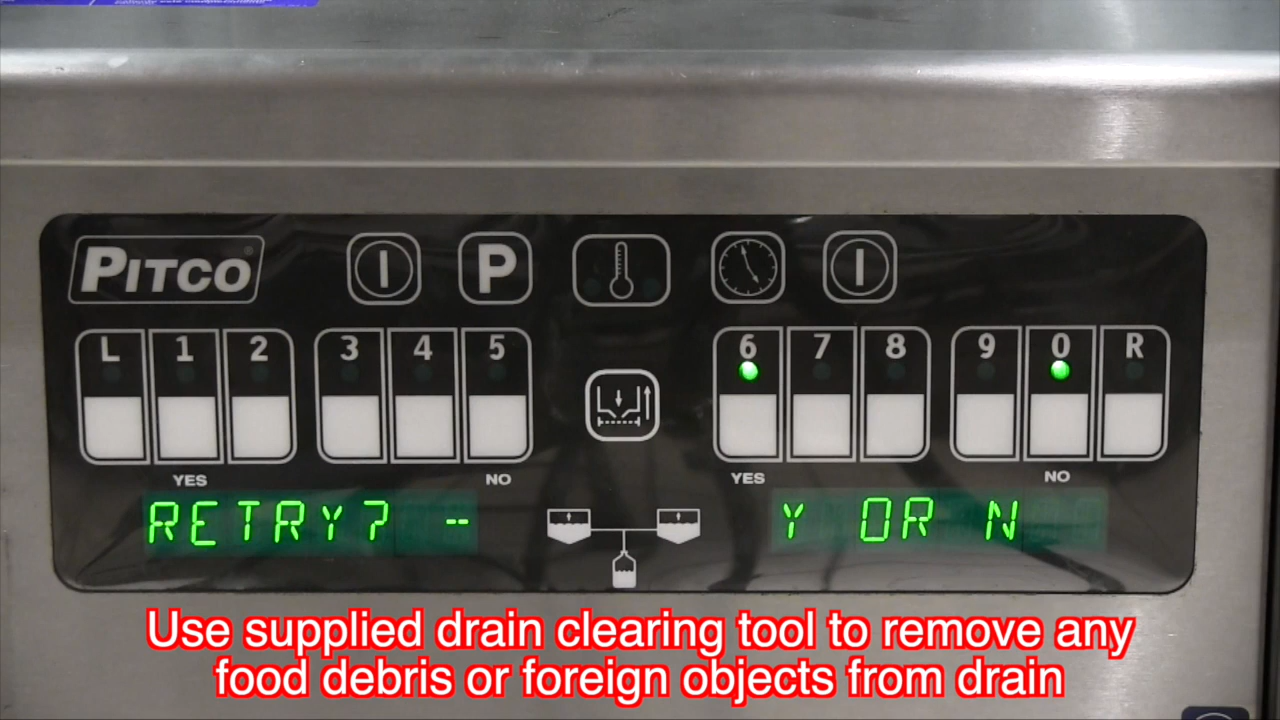 PITCO®
P
L 1 2 3 4 5 6 7 8 9 0 R
YES NO YES NO
RETRY? -- Y OR N
Use supplied drain clearing tool to remove any
food debris or foreign objects from drain